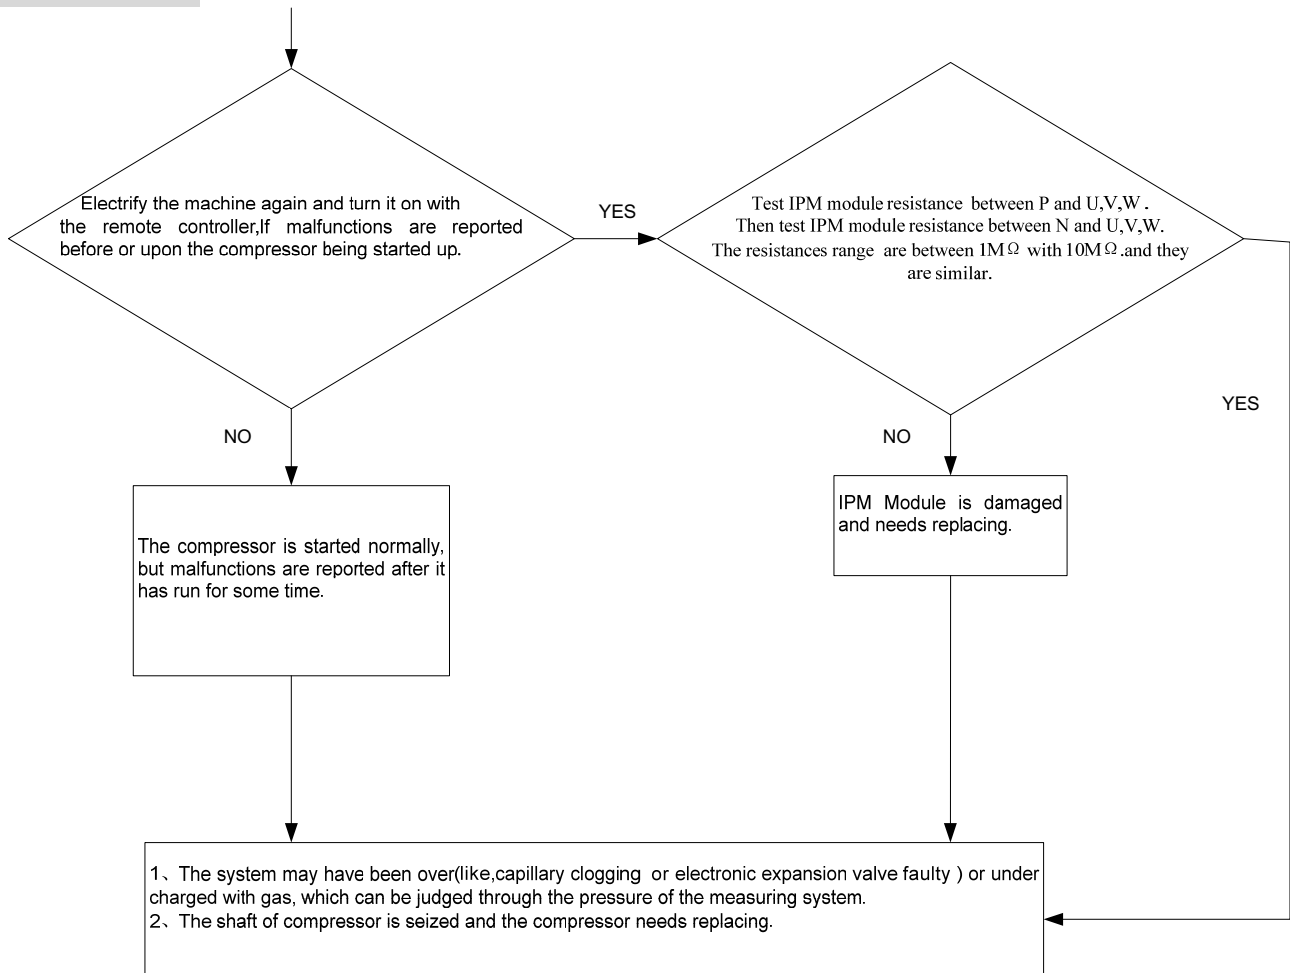 Electrify the machine again and turn it on with
the remote controller,If malfunctions are reported
before or upon the compressor being started up.
YES
Test IPM module resistance between P and U,V,W .
Then test IPM module resistance between N and U,V,W.
The resistances range are between 1MΩ with 10MΩ.and they
are similar.
YES
NO
NO
The compressor is started normally,
but malfunctions are reported after it
has run for some time.
IPM Module is damaged
and needs replacing.
1、The system may have been over(like,capillary clogging or electronic expansion valve faulty ) or under
charged with gas, which can be judged through the pressure of the measuring system.
2、The shaft of compressor is seized and the compressor needs replacing.